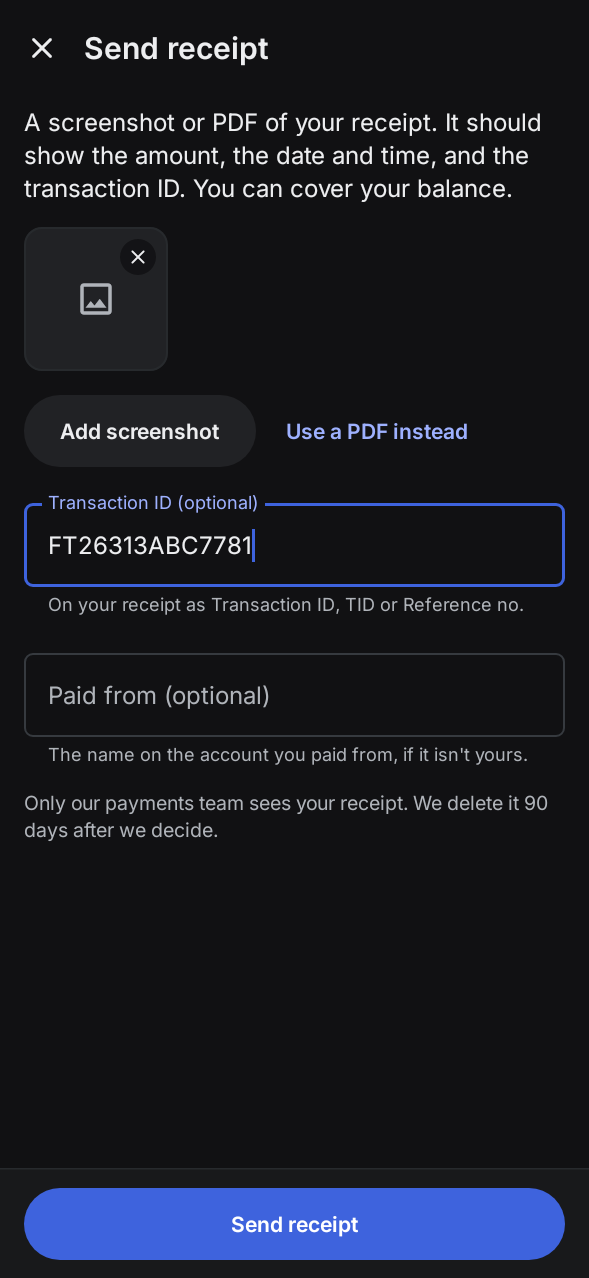 Send receipt
A screenshot or PDF of your receipt. It should
show the amount, the date and time, and the
transaction ID. You can cover your balance.
Add screenshot
Use a PDF instead
Transaction ID (optional)
FT26313ABC7781
On your receipt as Transaction ID, TID or Reference no.
Paid from (optional)
The name on the account you paid from, if it isn't yours.
Only our payments team sees your receipt. We delete it 90
days after we decide.
Send receipt